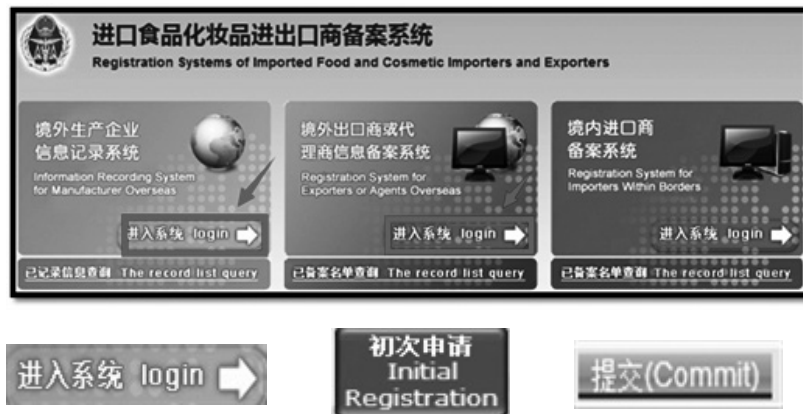 进口食品化妆品进出口商备案系统
Registration Systems of Imported Food and Cosmetic Importers and Exporters
境外生产企业
信息记录系统
Information Recording System
for Manufacturer Overseas
进入系统 login
已记录信息查询 The record list query
境外出口商或代
理商信息备案系统
Registration System for
Exporters or Agents Overseas
进入系统 login
已备案名单查询 The record list query
境内进口商
备案系统
Registration System for
Importers Within Borders
进入系统 login
已备案名单查询 The record list query
进入系统 login
初次申请
Initial
Registration
提交(Commit)